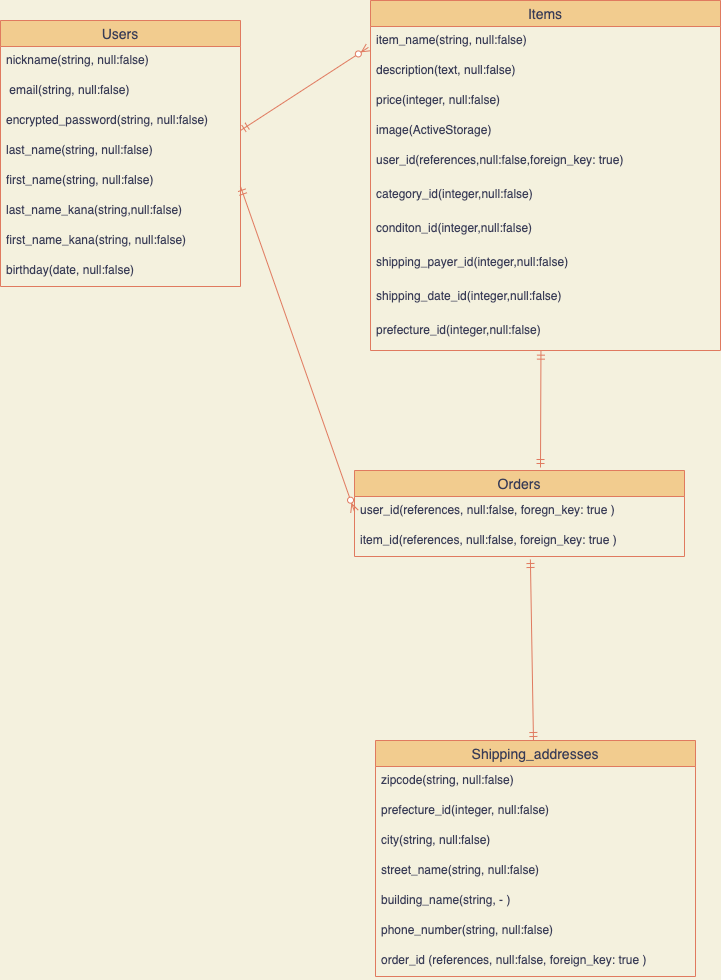 Users
nickname(string, null:false)
email(string, null:false)
encrypted_password(string, null:false)
last_name(string, null:false)
first_name(string, null:false)
last_name_kana(string,null:false)
first_name_kana(string, null:false)
birthday(date, null:false)
Items
item_name(string, null:false)
description(text, null:false)
price(integer, null:false)
image(ActiveStorage)
user_id(references,null:false,foreign_key: true)
category_id(integer,null:false)
conditon_id(integer,null:false)
shipping_payer_id(integer,null:false)
shipping_date_id(integer,null:false)
prefecture_id(integer,null:false)
Orders
user_id(references, null:false, foregn_key: true )
item_id(references, null:false, foreign_key: true )
Shipping_addresses
zipcode(string, null:false)
prefecture_id(integer, null:false)
city(string, null:false)
street_name(string, null:false)
building_name(string, - )
phone_number(string, null:false)
order_id (references, null:false, foreign_key: true )